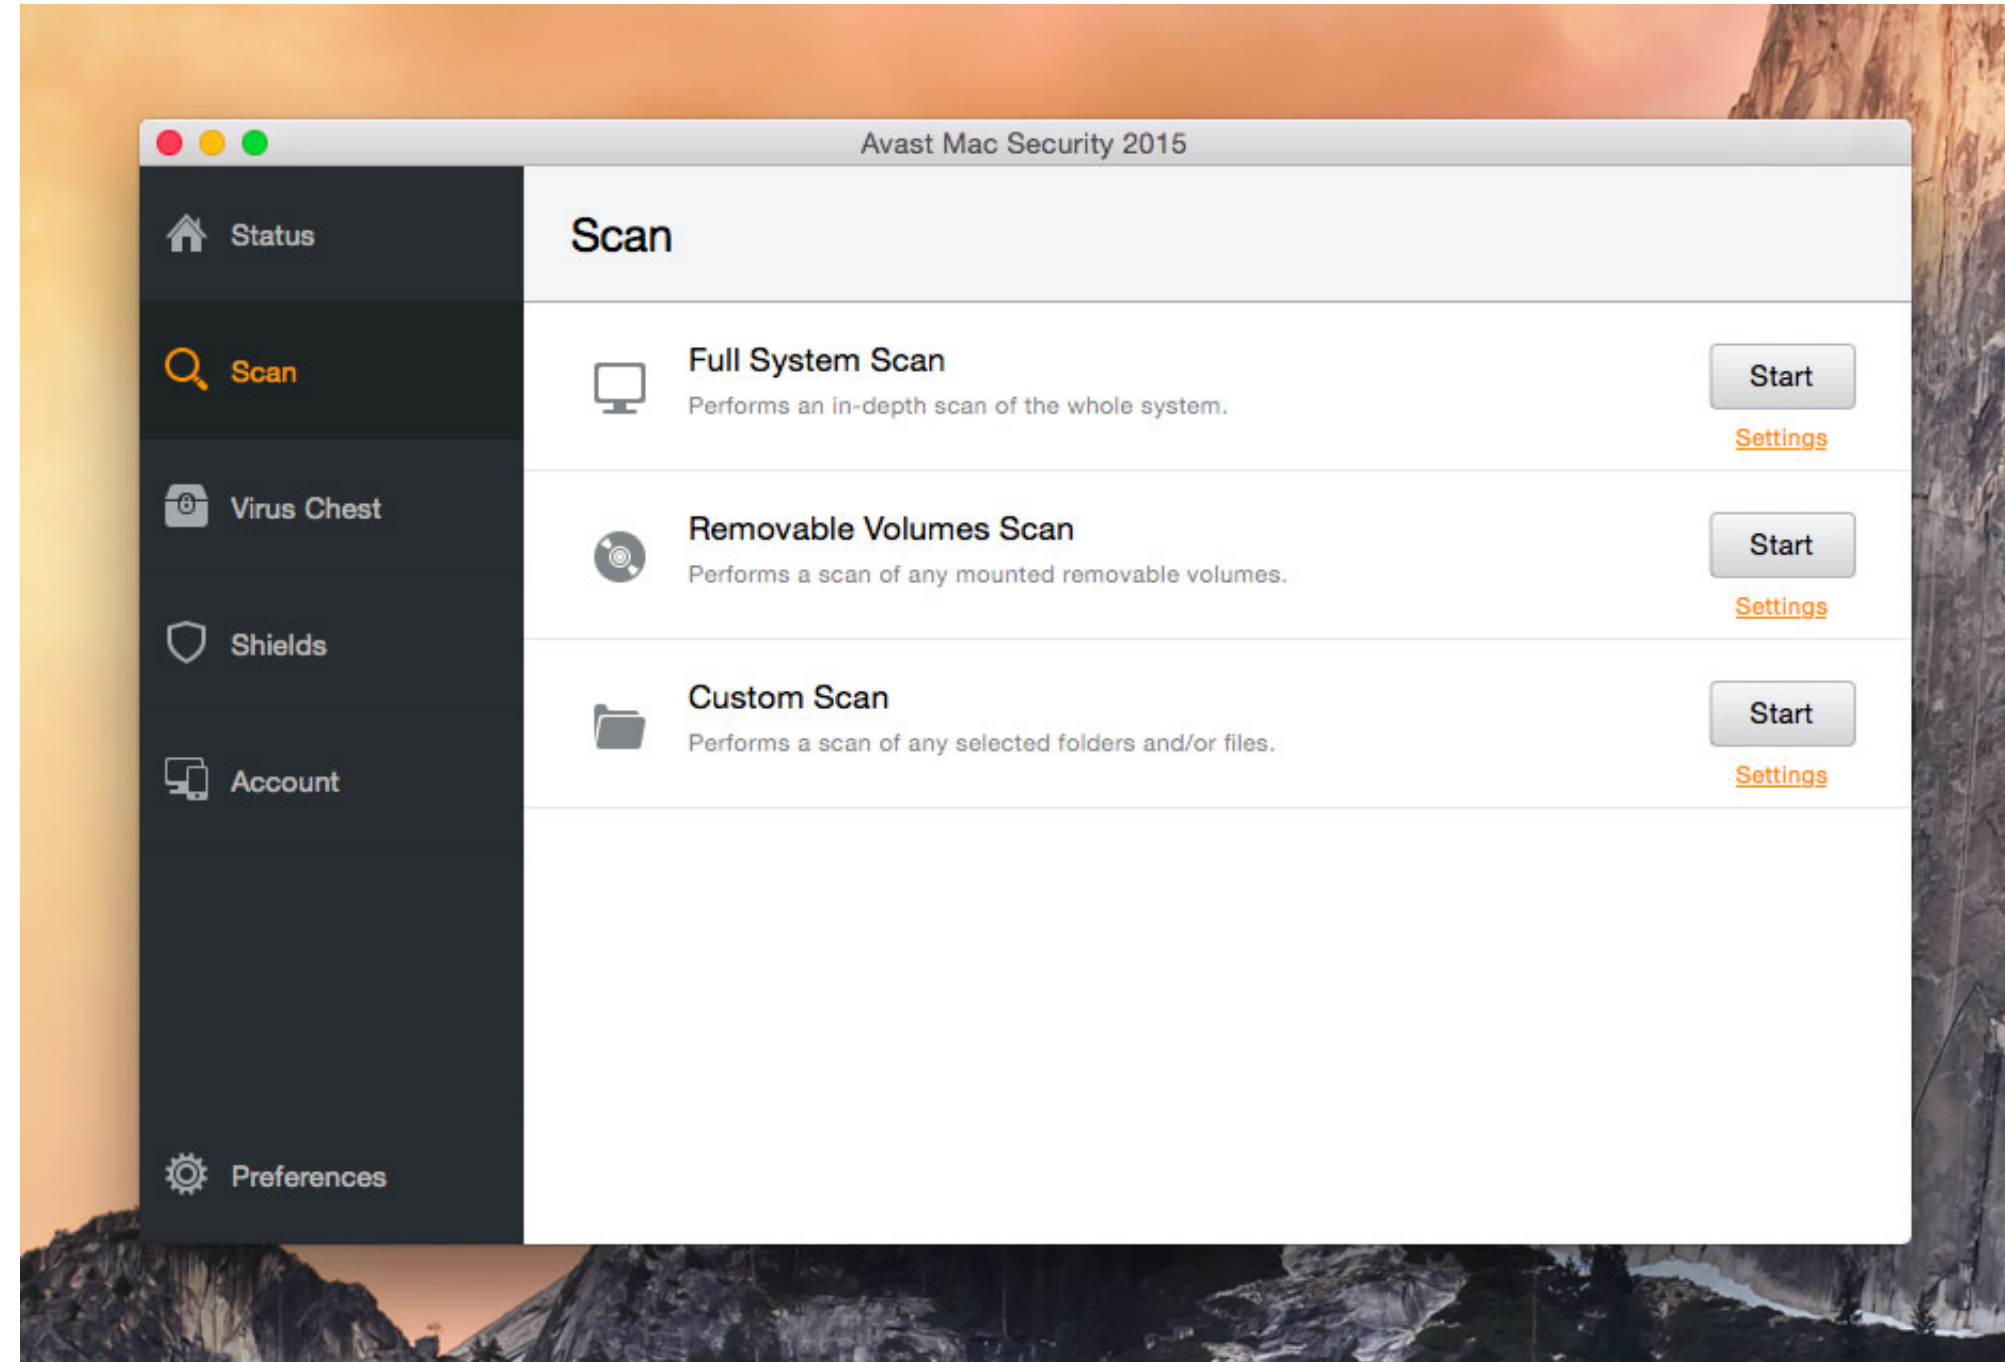 Avast Mac Security 2015
Status
Scan
Virus Chest
Shields
Account
Preferences
Scan
Full System Scan
Performs an in-depth scan of the whole system.
Start
Settings
Removable Volumes Scan
Performs a scan of any mounted removable volumes.
Start
Settings
Custom Scan
Performs a scan of any selected folders and/or files.
Start
Settings